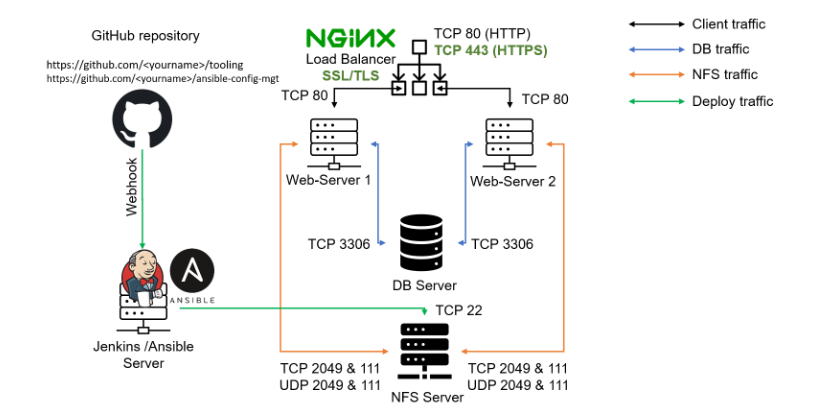 GitHub repository
https://github.com/<yourname>/tooling
https://github.com/<yourname>/ansible-config-mgt
Webhook
ANSIBLE
Jenkins /Ansible
Server
NGINX
Load Balancer
SSL/TLS
TCP 80 (HTTP)
TCP 443 (HTTPS)
TCP 80
TCP 80
Web-Server 1
Web-Server 2
TCP 3306
TCP 3306
DB Server
TCP 22
TCP 2049 & 111
UDP 2049 & 111
TCP 2049 & 111
UDP 2049 & 111
NFS Server
Client traffic
DB traffic
NFS traffic
Deploy traffic